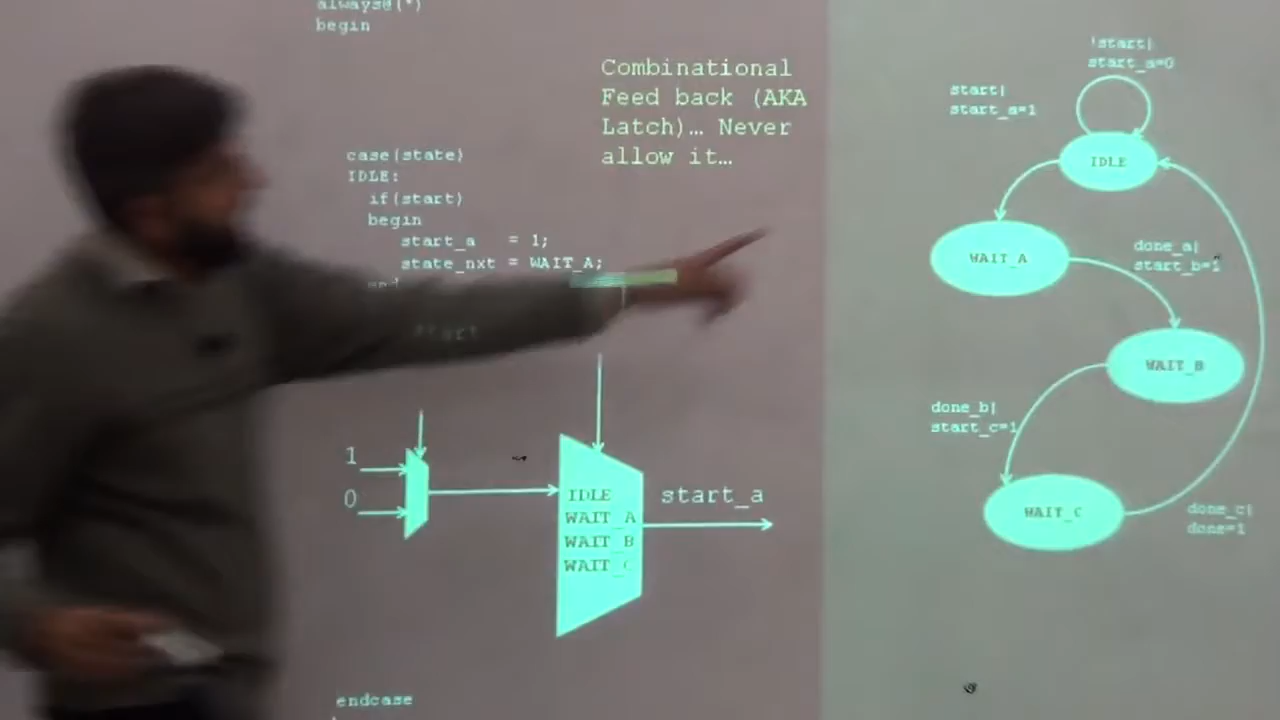 always@(*)
begin
Combinational
Feed back (AKA
Latch)… Never
allow it…
case(state)
IDLE:
if(start)
begin
start_a = 1;
state_nxt = WAIT_A;
end
start
1
0
IDLE
WAIT_A
WAIT_B
WAIT_C
start_a
endcase
!start|
start_a=0
start|
start_a=1
IDLE
WAIT_A
done_a|
start_b=1
WAIT_B
done_b|
start_c=1
WAIT_C
done_c|
done=1